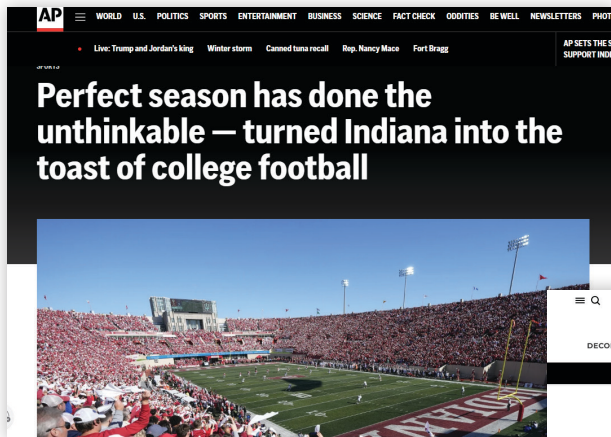 AP WORLD U.S. POLITICS SPORTS ENTERTAINMENT BUSINESS SCIENCE FACT CHECK ODDITIES BE WELL NEWSLETTERS
Live: Trump and Jordan's king Winter storm Canned tuna recall Rep. Nancy Mace Fort Bragg
AP SETS THE
SUPPORT
SPORTS
Perfect season has done the
unthinkable — turned Indiana into the
toast of college football
INDIANA